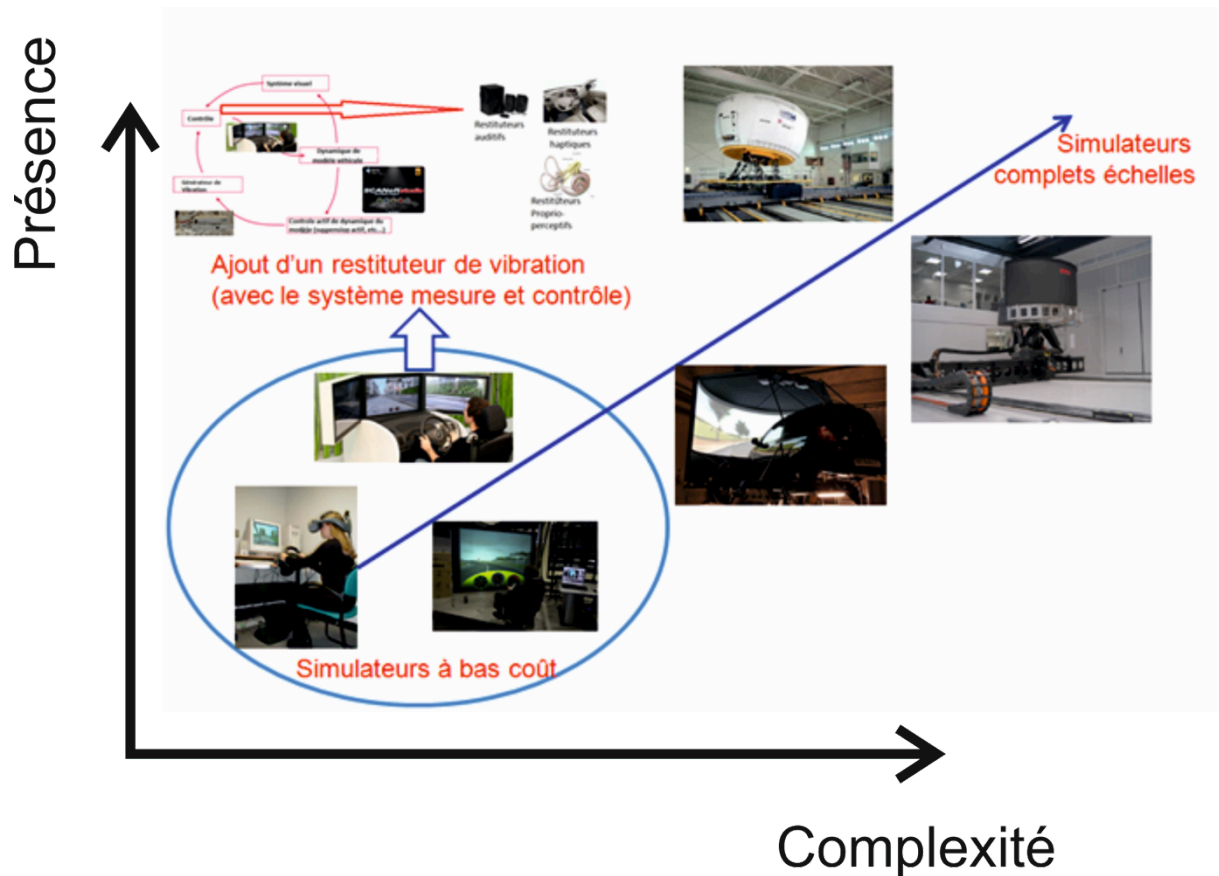 Présence
Système visuel
Contrôle
Dynamique de
modèle véhicule
Générateur de
Vibration
Contrôle actif de dynamique du
Restituteurs
auditifs
Restituteurs
haptiques
Restituteurs
Proprio-
perceptifs
Ajout d'un restituteur de vibration
(avec le système mesure et contrôle)
Simulateurs
complets échelles
Simulateurs à bas coût
Complexité